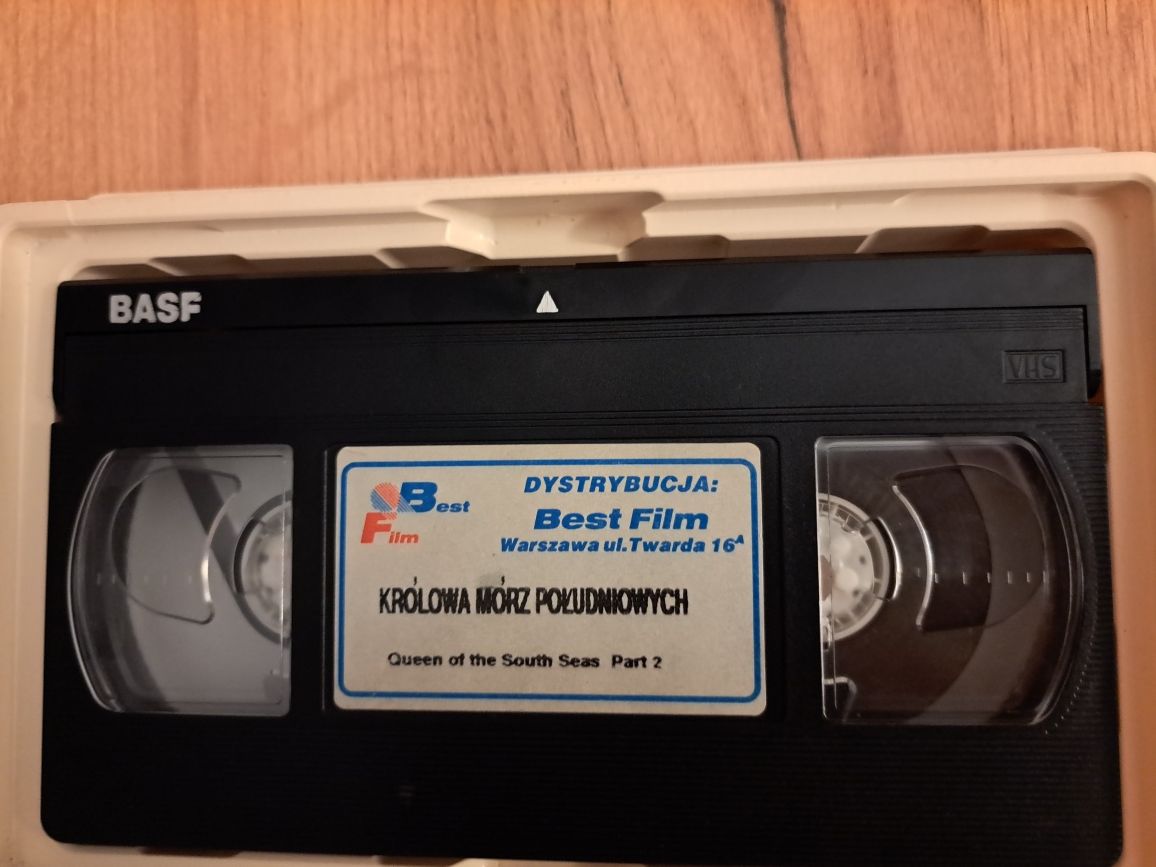 BASF
VHS
Best
Film
DYSTRYBUCJA:
Best Film
Warszawa ul.Twarda 16A
KRÓLOWA MÓRZ POŁUDNIOWYCH
Queen of the South Seas Part 2